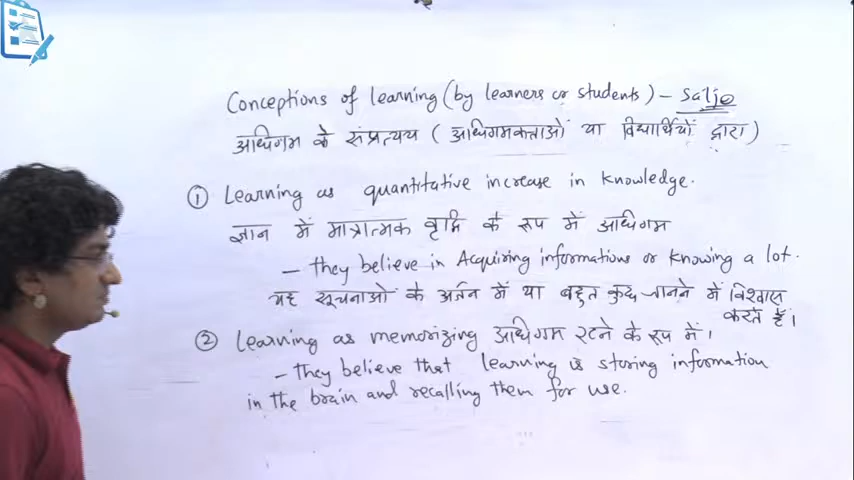 Conceptions of learning (by learners or students) - Saljo
अधिगम के संप्रत्यय ( अधिगमकर्त्ताओं या विद्यार्थियों द्वारा )
① Learning as quantitative increase in knowledge.
ज्ञान में मात्रात्मक वृद्धि के रूप में अधिगम
- they believe in Acquiring informations or knowing a lot.
यह सूचनाओं के अर्जन में या बहुत कुछ जानने में विश्वास
करते हैं।
② Learning as memorizing अधिगम रटने के रूप में।
- they believe that learning is storing information
in the brain and recalling them for use.